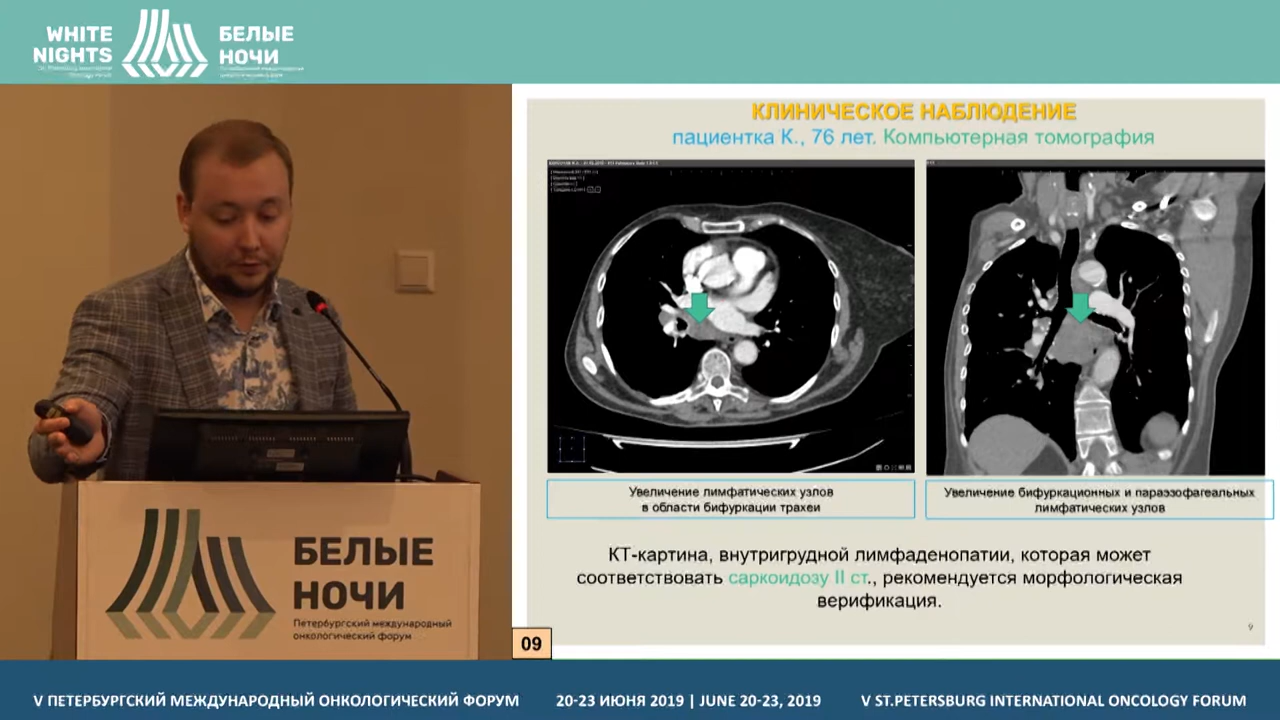 WHITE
NIGHTS
БЕЛЫЕ
НОЧИ
КЛИНИЧЕСКОЕ НАБЛЮДЕНИЕ
пациентка К., 76 лет. Компьютерная томография
Увеличение лимфатических узлов
в области бифуркации трахеи
Увеличение бифуркационных и параэзофагеальных
лимфатических узлов
КТ-картина, внутригрудной лимфаденопатии, которая может
соответствовать саркоидозу II ст., рекомендуется морфологическая
верификация.
9
09
БЕЛЫЕ
НОЧИ
Петербургский международный
онкологический форум
V ПЕТЕРБУРГСКИЙ МЕЖДУНАРОДНЫЙ ОНКОЛОГИЧЕСКИЙ ФОРУМ
20-23 ИЮНЯ 2019 | JUNE 20-23, 2019
V ST.PETERSBURG INTERNATIONAL ONCOLOGY FORUM